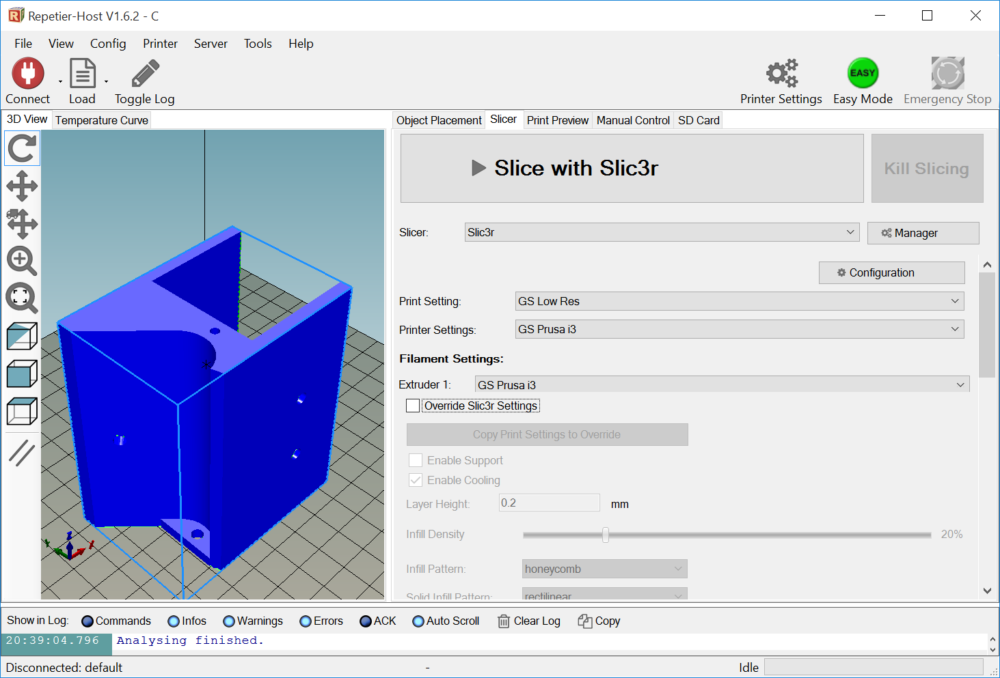 Repetier-Host V1.6.2 - C
File View Config Printer Server Tools Help
EASY
Connect Load Toggle Log Printer Settings Easy Mode Emergency Stop
3D View Temperature Curve Object Placement Slicer Print Preview Manual Control SD Card
Slice with Slic3r Kill Slicing
Slicer: Slic3r Manager
Configuration
Print Setting: GS Low Res
Printer Settings: GS Prusa i3
Filament Settings:
Extruder 1: GS Prusa i3
Override Slic3r Settings
Copy Print Settings to Override
Enable Support
Enable Cooling
Layer Height: 0.2 mm
Infill Density 20%
Infill Pattern: honeycomb
Solid Infill Pattern: rectilinear
Z
Y X
Show in Log: Commands Infos Warnings Errors ACK Auto Scroll Clear Log Copy
20:39:04.796 Analysing finished.
Disconnected: default - Idle